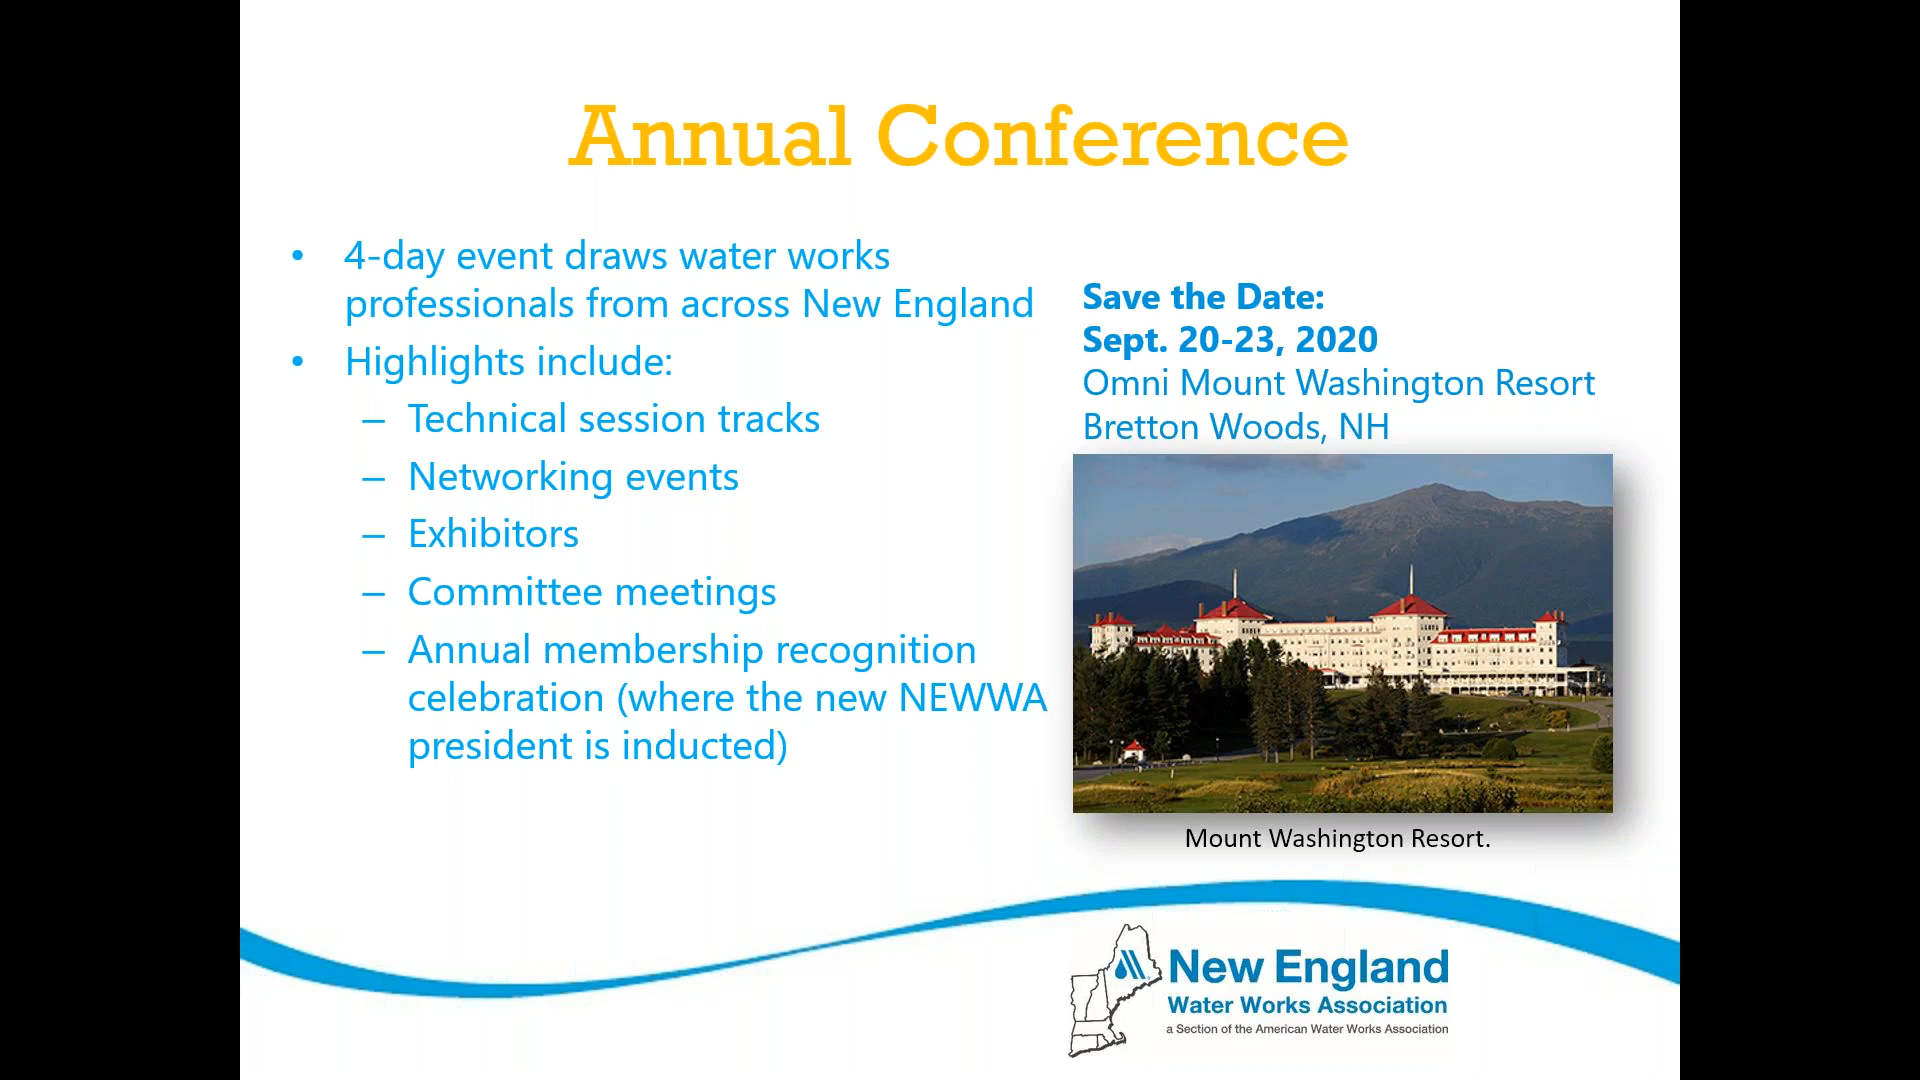 Annual Conference
• 4-day event draws water works
professionals from across New England
• Highlights include:
– Technical session tracks
– Networking events
– Exhibitors
– Committee meetings
– Annual membership recognition
celebration (where the new NEWWA
president is inducted)
Save the Date:
Sept. 20-23, 2020
Omni Mount Washington Resort
Bretton Woods, NH
Mount Washington Resort.
New England
Water Works Association
a Section of the American Water Works Association